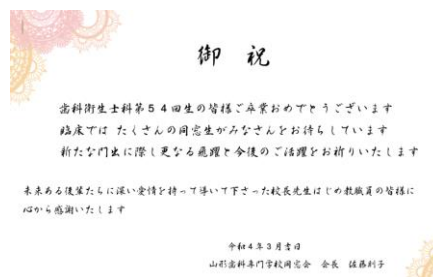 御祝
歯科衛生士科第54回生の皆様ご卒業おめでとうございます
臨床では たくさんの同窓生がみなさんをお待ちしています
新たな門出に際し更なる飛躍と今後のご活躍をお祈りいたします
未来ある後輩たちに深い愛情を持って導いて下さった校長先生はじめ教職員の皆様に
心から感謝いたします
令和4年3月吉日
山形歯科専門学校同窓会 会長 佐藤則子